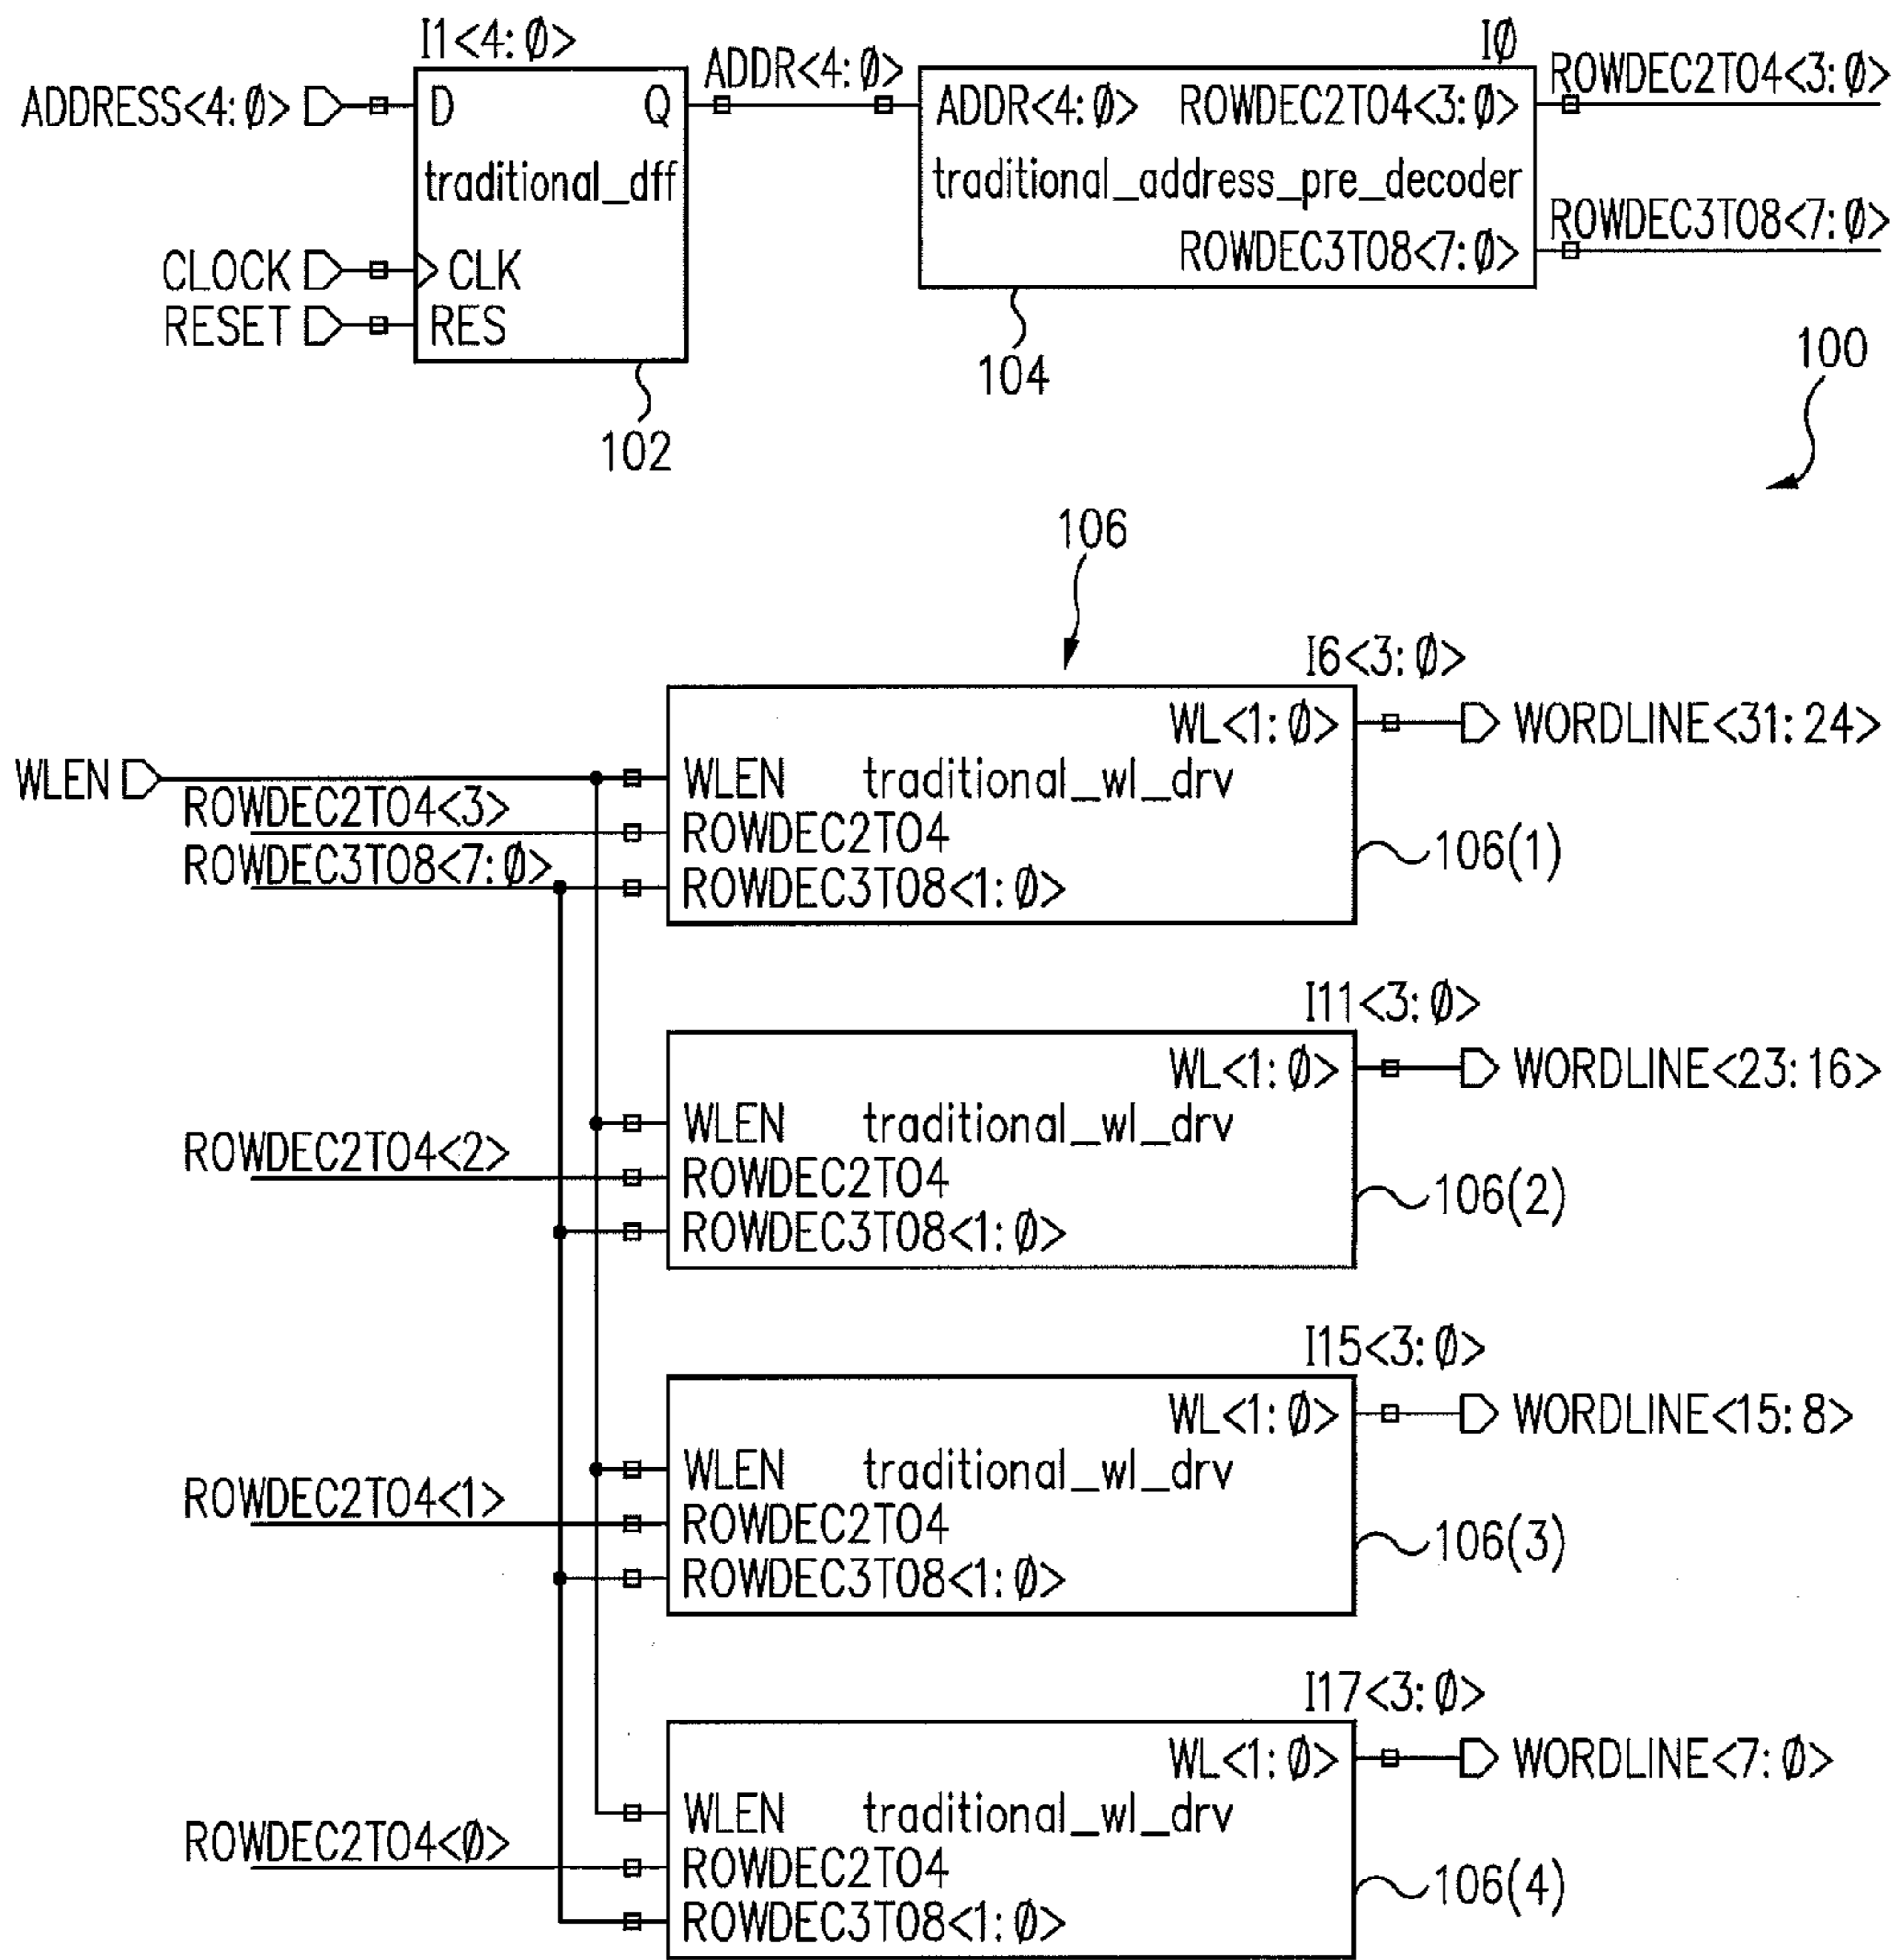 I1<4:Ø>
IØ
ADDRESS<4:Ø>
D
Q
ADDR<4:Ø>
ADDR<4:Ø>
ROWDEC2TO4<3:Ø>
ROWDEC2TO4<3:Ø>
traditional_dff
traditional_address_pre_decoder
ROWDEC3TO8<7:Ø>
ROWDEC3TO8<7:Ø>
CLOCK
CLK
RESET
RES
102
104
100
106
I6<3:Ø>
WL<1:Ø>
WORDLINE<31:24>
WLEN
WLEN
traditional_wl_drv
ROWDEC2TO4<3>
ROWDEC2TO4
ROWDEC3TO8<7:Ø>
ROWDEC3TO8<1:Ø>
106(1)
I11<3:Ø>
WL<1:Ø>
WORDLINE<23:16>
WLEN
traditional_wl_drv
ROWDEC2TO4<2>
ROWDEC2TO4
ROWDEC3TO8<1:Ø>
106(2)
I15<3:Ø>
WL<1:Ø>
WORDLINE<15:8>
WLEN
traditional_wl_drv
ROWDEC2TO4<1>
ROWDEC2TO4
ROWDEC3TO8<1:Ø>
106(3)
I17<3:Ø>
WL<1:Ø>
WORDLINE<7:Ø>
WLEN
traditional_wl_drv
ROWDEC2TO4<Ø>
ROWDEC2TO4
ROWDEC3TO8<1:Ø>
106(4)